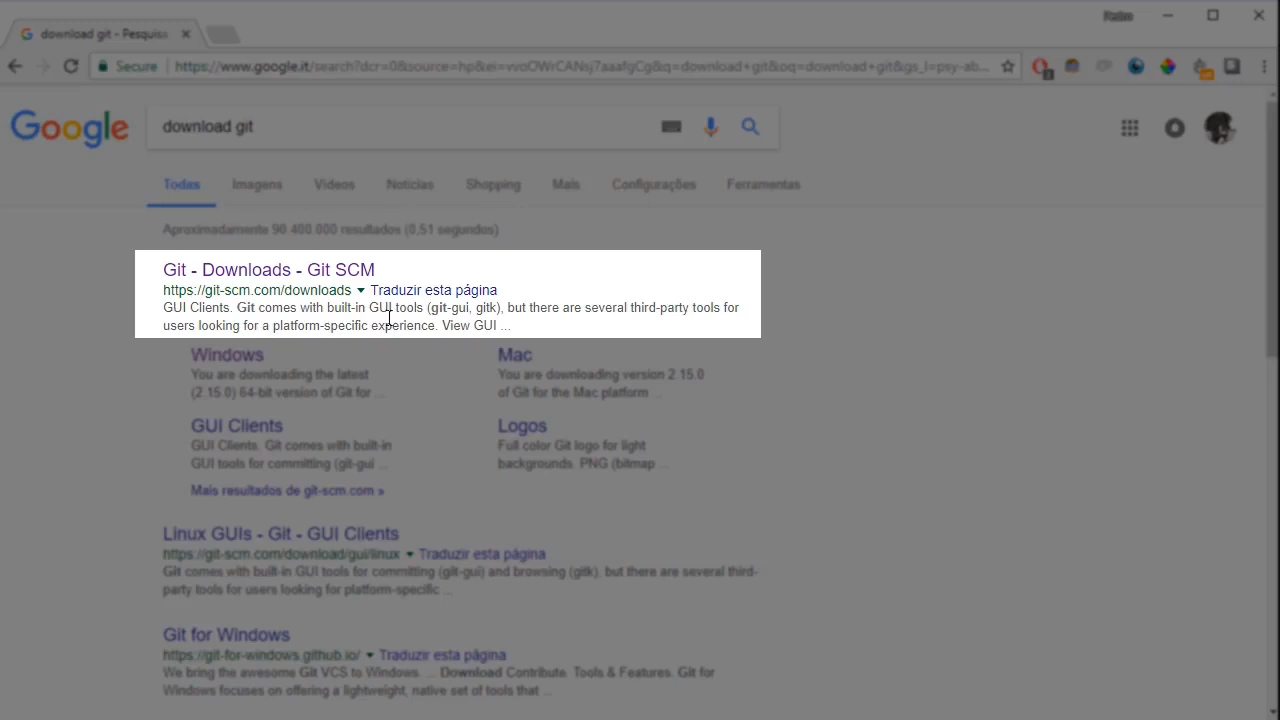 download git - Pesquisa
Secure https://www.google.it/search?dcr=0&source=hp&ei=vvoOWrCANsj7aaafgCg&q=download+git&oq=download+git&gs_l=psy-ab...
Google download git
Todas Imagens Vídeos Notícias Shopping Mais Configurações Ferramentas
Aproximadamente 90.400.000 resultados (0,51 segundos)
Git - Downloads - Git SCM
https://git-scm.com/downloads Traduzir esta página
GUI Clients. Git comes with built-in GUI tools (git-gui, gitk), but there are several third-party tools for
users looking for a platform-specific experience. View GUI ...
Windows
You are downloading the latest
(2.15.0) 64-bit version of Git for ...
Mac
You are downloading version 2.15.0
of Git for the Mac platform ...
GUI Clients
GUI Clients. Git comes with built-in
GUI tools for committing (git-gui ...
Logos
Full color Git logo for light
backgrounds. PNG (bitmap ...
Mais resultados de git-scm.com »
Linux GUIs - Git - GUI Clients
https://git-scm.com/download/gui/linux Traduzir esta página
Git comes with built-in GUI tools for committing (git-gui) and browsing (gitk), but there are several third-
party tools for users looking for platform-specific ...
Git for Windows
https://git-for-windows.github.io/ Traduzir esta página
We bring the awesome Git VCS to Windows. ... Download Contribute. Tools & Features. Git for
Windows focuses on offering a lightweight, native set of tools that ...